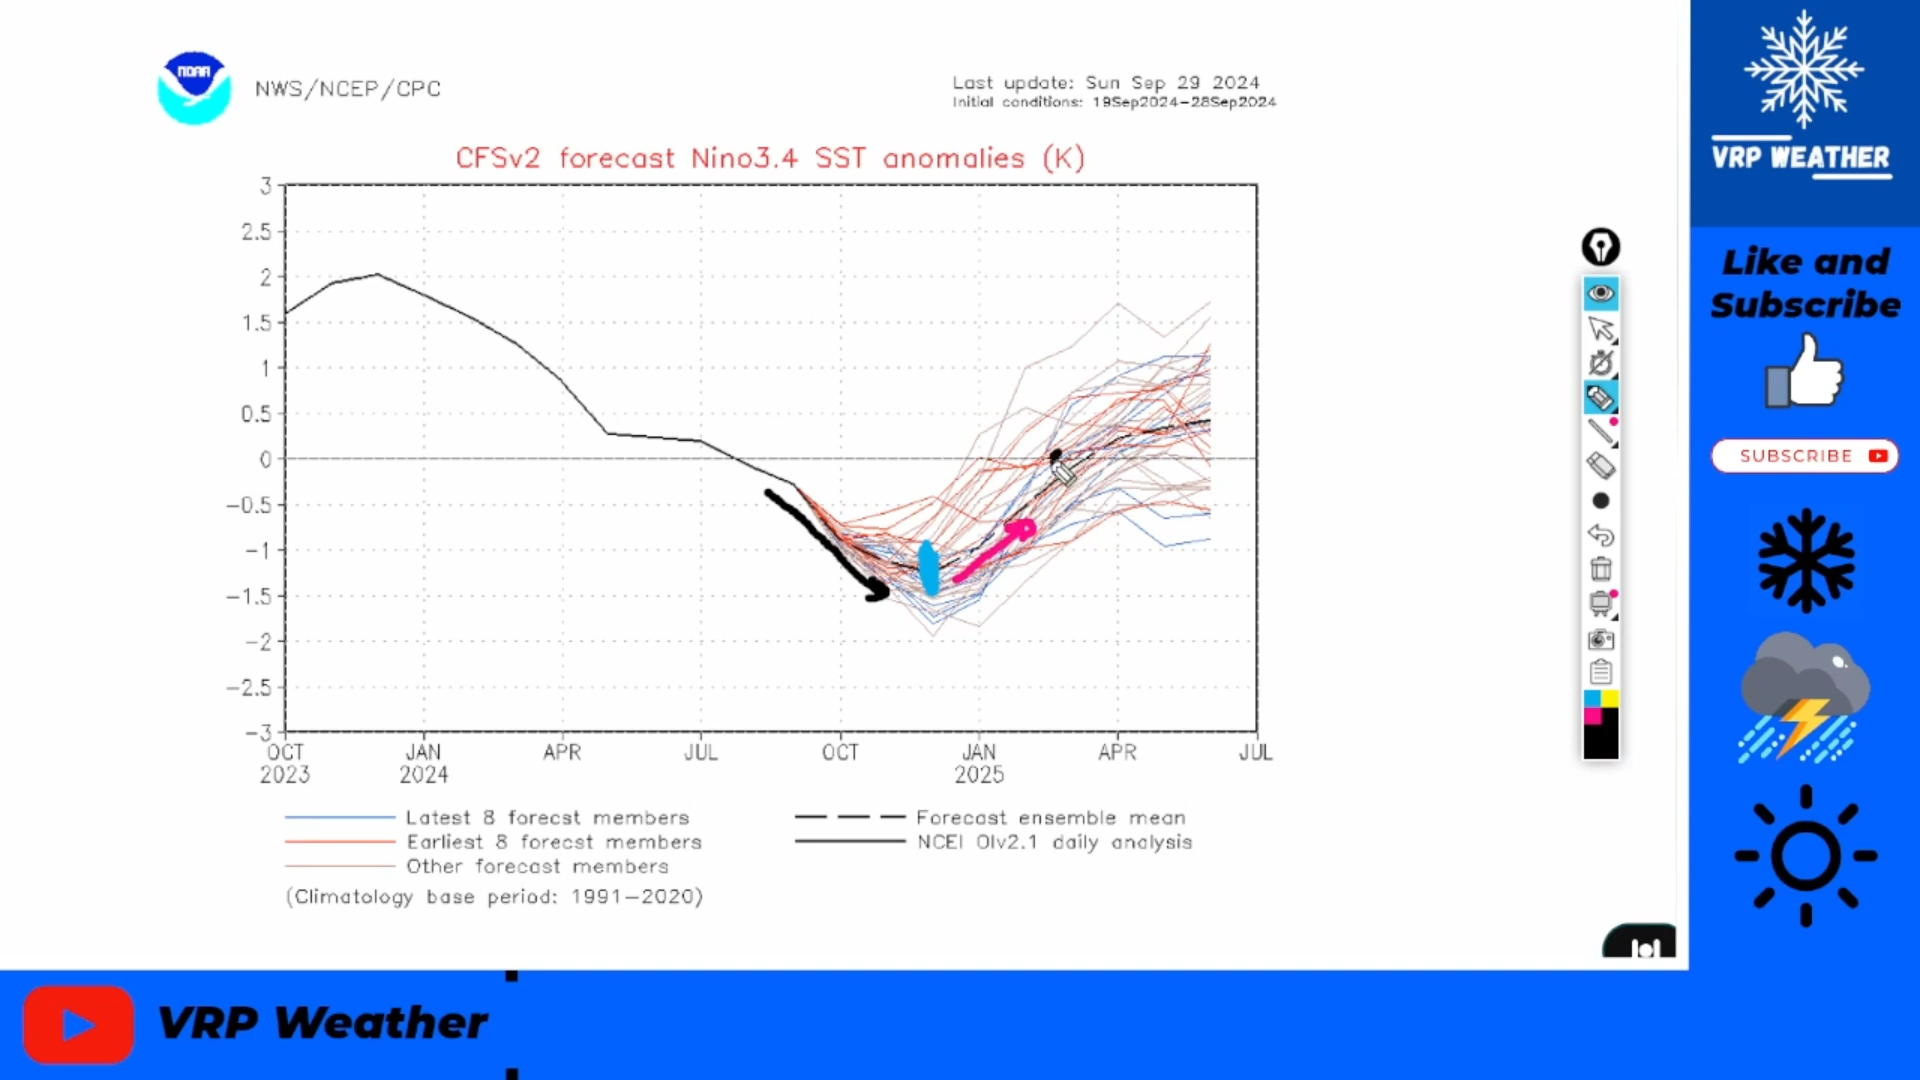 NOAA
NWS/NCEP/CPC
Last update: Sun Sep 29 2024
Initial conditions: 19Sep2024-28Sep2024
CFSv2 forecast Nino3.4 SST anomalies (K)
3
2.5
2
1.5
1
0.5
0
-0.5
-1
-1.5
-2
-2.5
-3
OCT JAN APR JUL OCT JAN APR JUL
2023 2024 2025
Latest 8 forecst members
Earliest 8 forecst members
Other forecast members
Forecast ensemble mean
NCEI OIv2.1 daily analysis
(Climatology base period: 1991-2020)
VRP WEATHER
Like and
Subscribe
SUBSCRIBE
VRP Weather